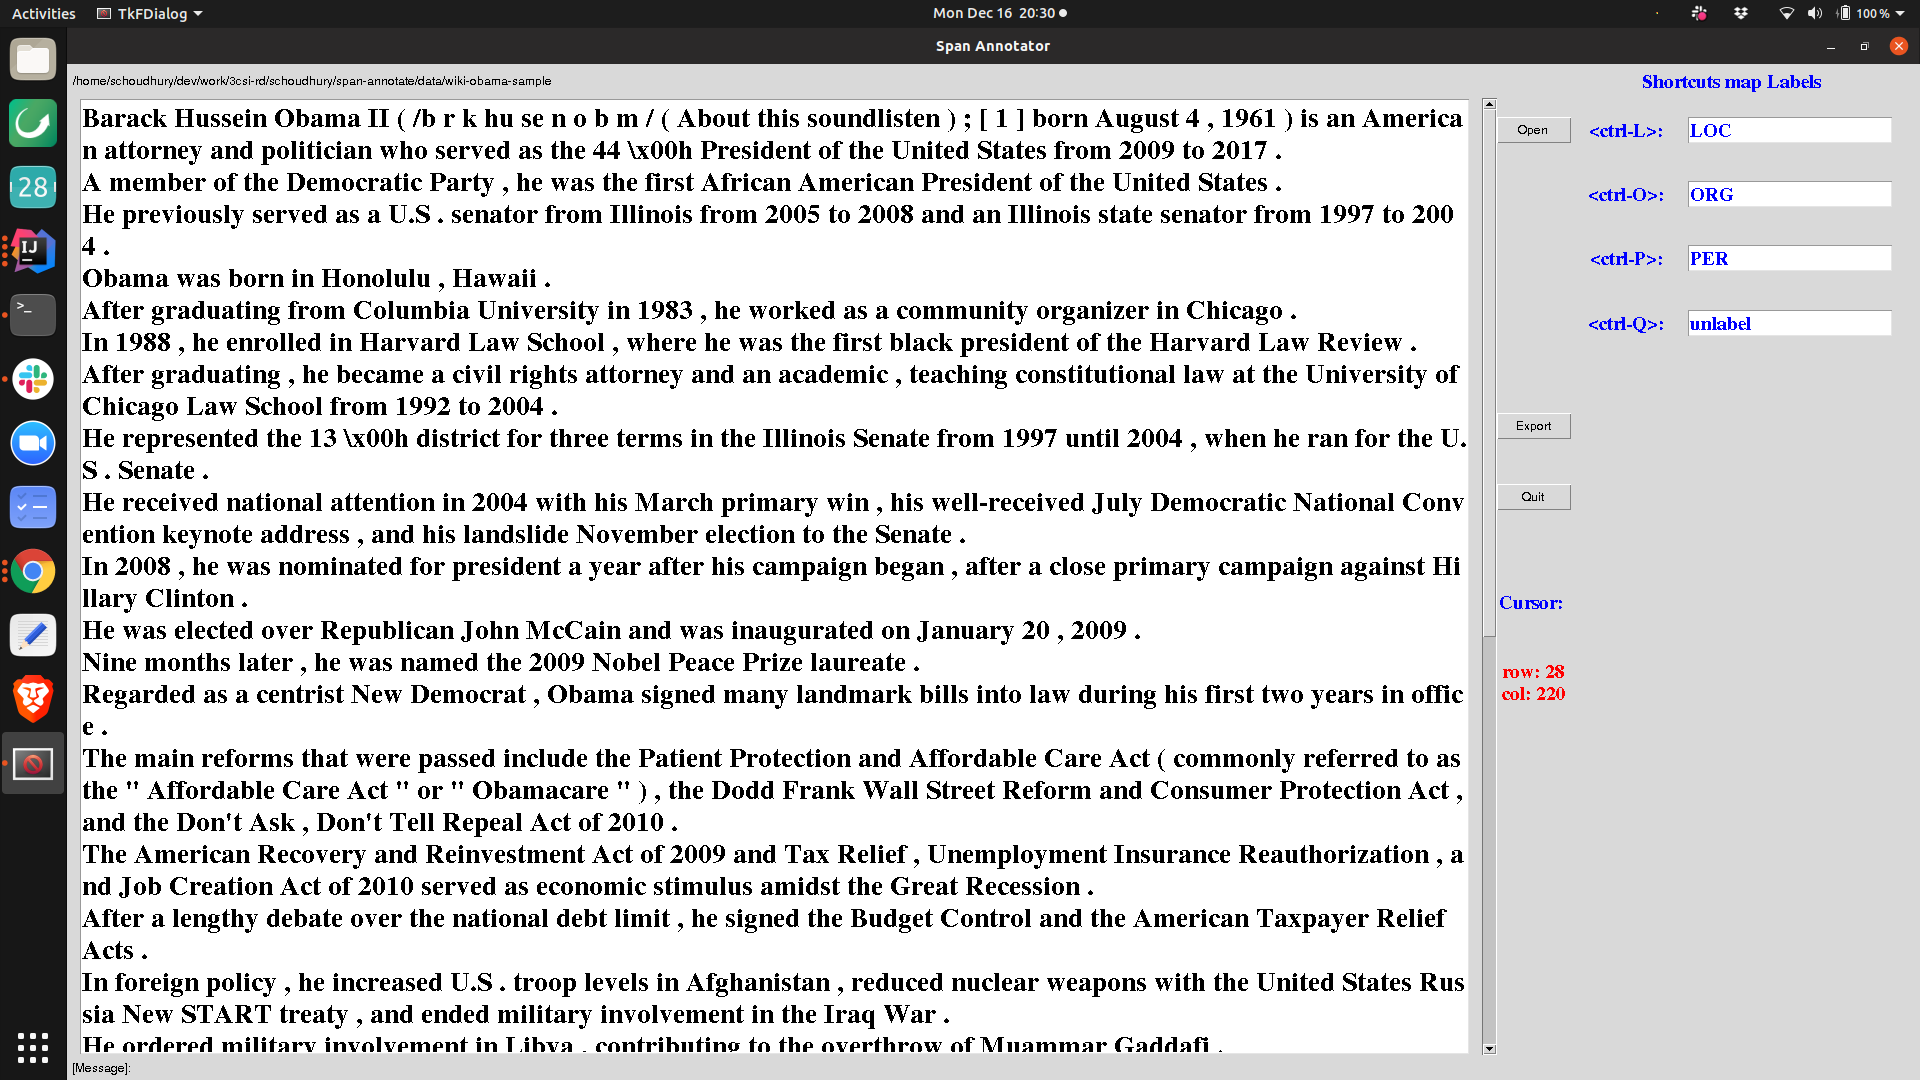 Activities TkFDialog Mon Dec 16 20:30 100 %
Span Annotator
/home/schoudhury/dev/work/3csi-rd/schoudhury/span-annotate/data/wiki-obama-sample
Shortcuts map Labels
Barack Hussein Obama II ( /b r k hu se n o b m / ( About this soundlisten ) ; [ 1 ] born August 4 , 1961 ) is an America
n attorney and politician who served as the 44 \x00h President of the United States from 2009 to 2017 .
A member of the Democratic Party , he was the first African American President of the United States .
He previously served as a U.S . senator from Illinois from 2005 to 2008 and an Illinois state senator from 1997 to 200
4 .
Obama was born in Honolulu , Hawaii .
After graduating from Columbia University in 1983 , he worked as a community organizer in Chicago .
In 1988 , he enrolled in Harvard Law School , where he was the first black president of the Harvard Law Review .
After graduating , he became a civil rights attorney and an academic , teaching constitutional law at the University of
Chicago Law School from 1992 to 2004 .
He represented the 13 \x00h district for three terms in the Illinois Senate from 1997 until 2004 , when he ran for the U.
S . Senate .
He received national attention in 2004 with his March primary win , his well-received July Democratic National Conv
ention keynote address , and his landslide November election to the Senate .
In 2008 , he was nominated for president a year after his campaign began , after a close primary campaign against Hi
llary Clinton .
He was elected over Republican John McCain and was inaugurated on January 20 , 2009 .
Nine months later , he was named the 2009 Nobel Peace Prize laureate .
Regarded as a centrist New Democrat , Obama signed many landmark bills into law during his first two years in offic
e .
The main reforms that were passed include the Patient Protection and Affordable Care Act ( commonly referred to as
the " Affordable Care Act " or " Obamacare " ) , the Dodd Frank Wall Street Reform and Consumer Protection Act ,
and the Don't Ask , Don't Tell Repeal Act of 2010 .
The American Recovery and Reinvestment Act of 2009 and Tax Relief , Unemployment Insurance Reauthorization , a
nd Job Creation Act of 2010 served as economic stimulus amidst the Great Recession .
After a lengthy debate over the national debt limit , he signed the Budget Control and the American Taxpayer Relief
Acts .
In foreign policy , he increased U.S . troop levels in Afghanistan , reduced nuclear weapons with the United States Rus
sia New START treaty , and ended military involvement in the Iraq War .
He ordered military involvement in Libya , contributing to the overthrow of Muammar Gaddafi .
Open
<ctrl-L>: LOC
<ctrl-O>: ORG
<ctrl-P>: PER
<ctrl-Q>: unlabel
Export
Quit
Cursor:
row: 28
col: 220
[Message]:
28
IJ
>_